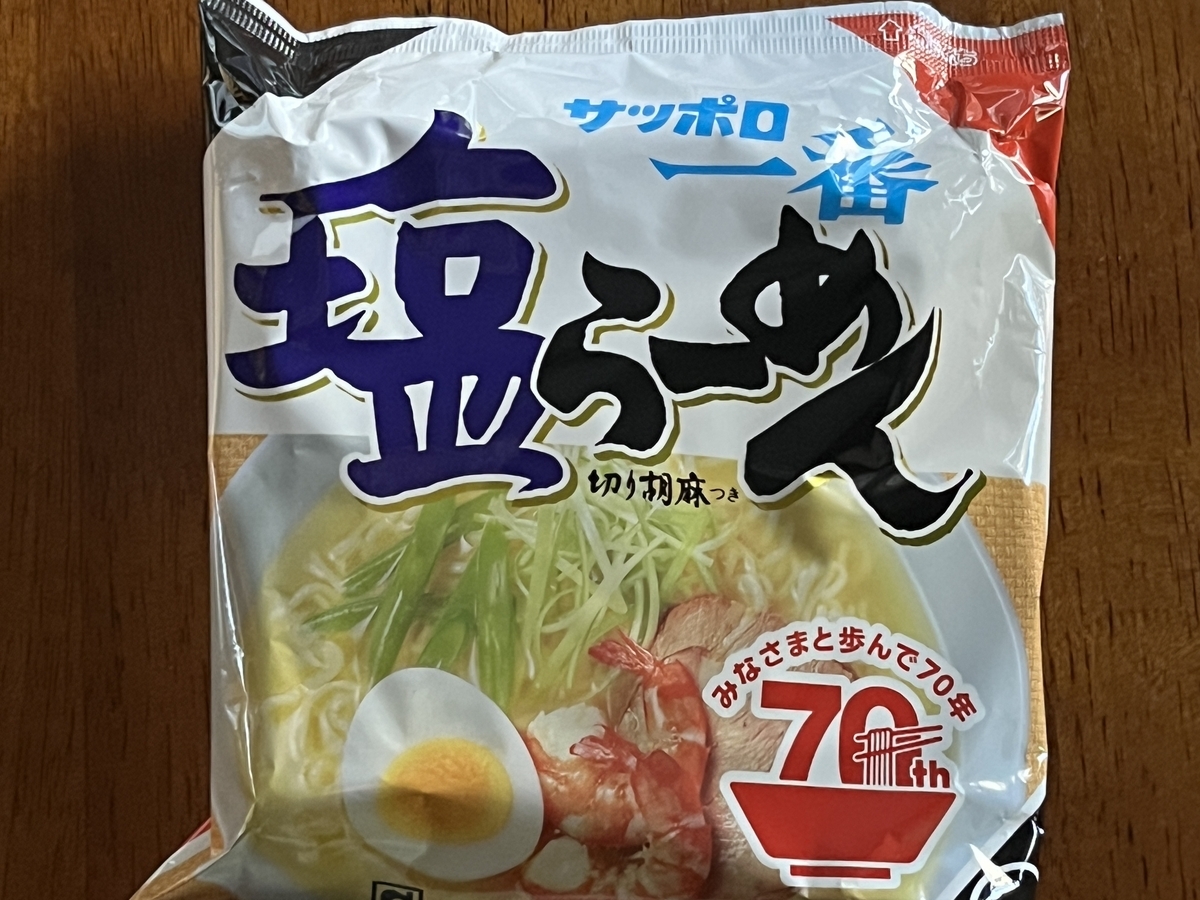 サッポロ
一番
塩らーめん
切り胡麻つき
みなさまと歩んで70年
70th